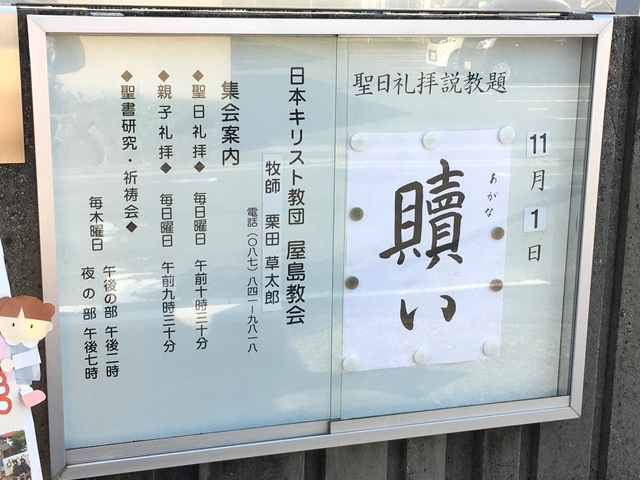 聖日礼拝説教題
11月1日
あがな
贖い
日本キリスト教団 屋島教会
牧師 栗田 草太郎
電話(〇八七)八四一-九八一八
集会案内
◆聖日礼拝◆ 毎日曜日 午前十時三十分
◆親子礼拝◆ 毎日曜日 午前九時三十分
◆聖書研究・祈祷会◆
毎木曜日 午後の部 午後二時
夜の部 午後七時